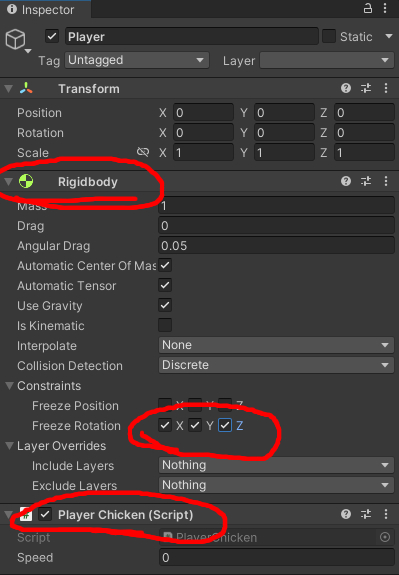 Inspector
Player
Static
Tag Untagged Layer
Transform
Position X 0 Y 0 Z 0
Rotation X 0 Y 0 Z 0
Scale X 1 Y 1 Z 1
Rigidbody
Mass 1
Drag 0
Angular Drag 0.05
Automatic Center Of Mas
Automatic Tensor
Use Gravity
Is Kinematic
Interpolate None
Collision Detection Discrete
Constraints
Freeze Position X Y Z
Freeze Rotation X Y Z
Layer Overrides
Include Layers Nothing
Exclude Layers Nothing
# Player Chicken (Script)
Script PlayerChicken
Speed 0